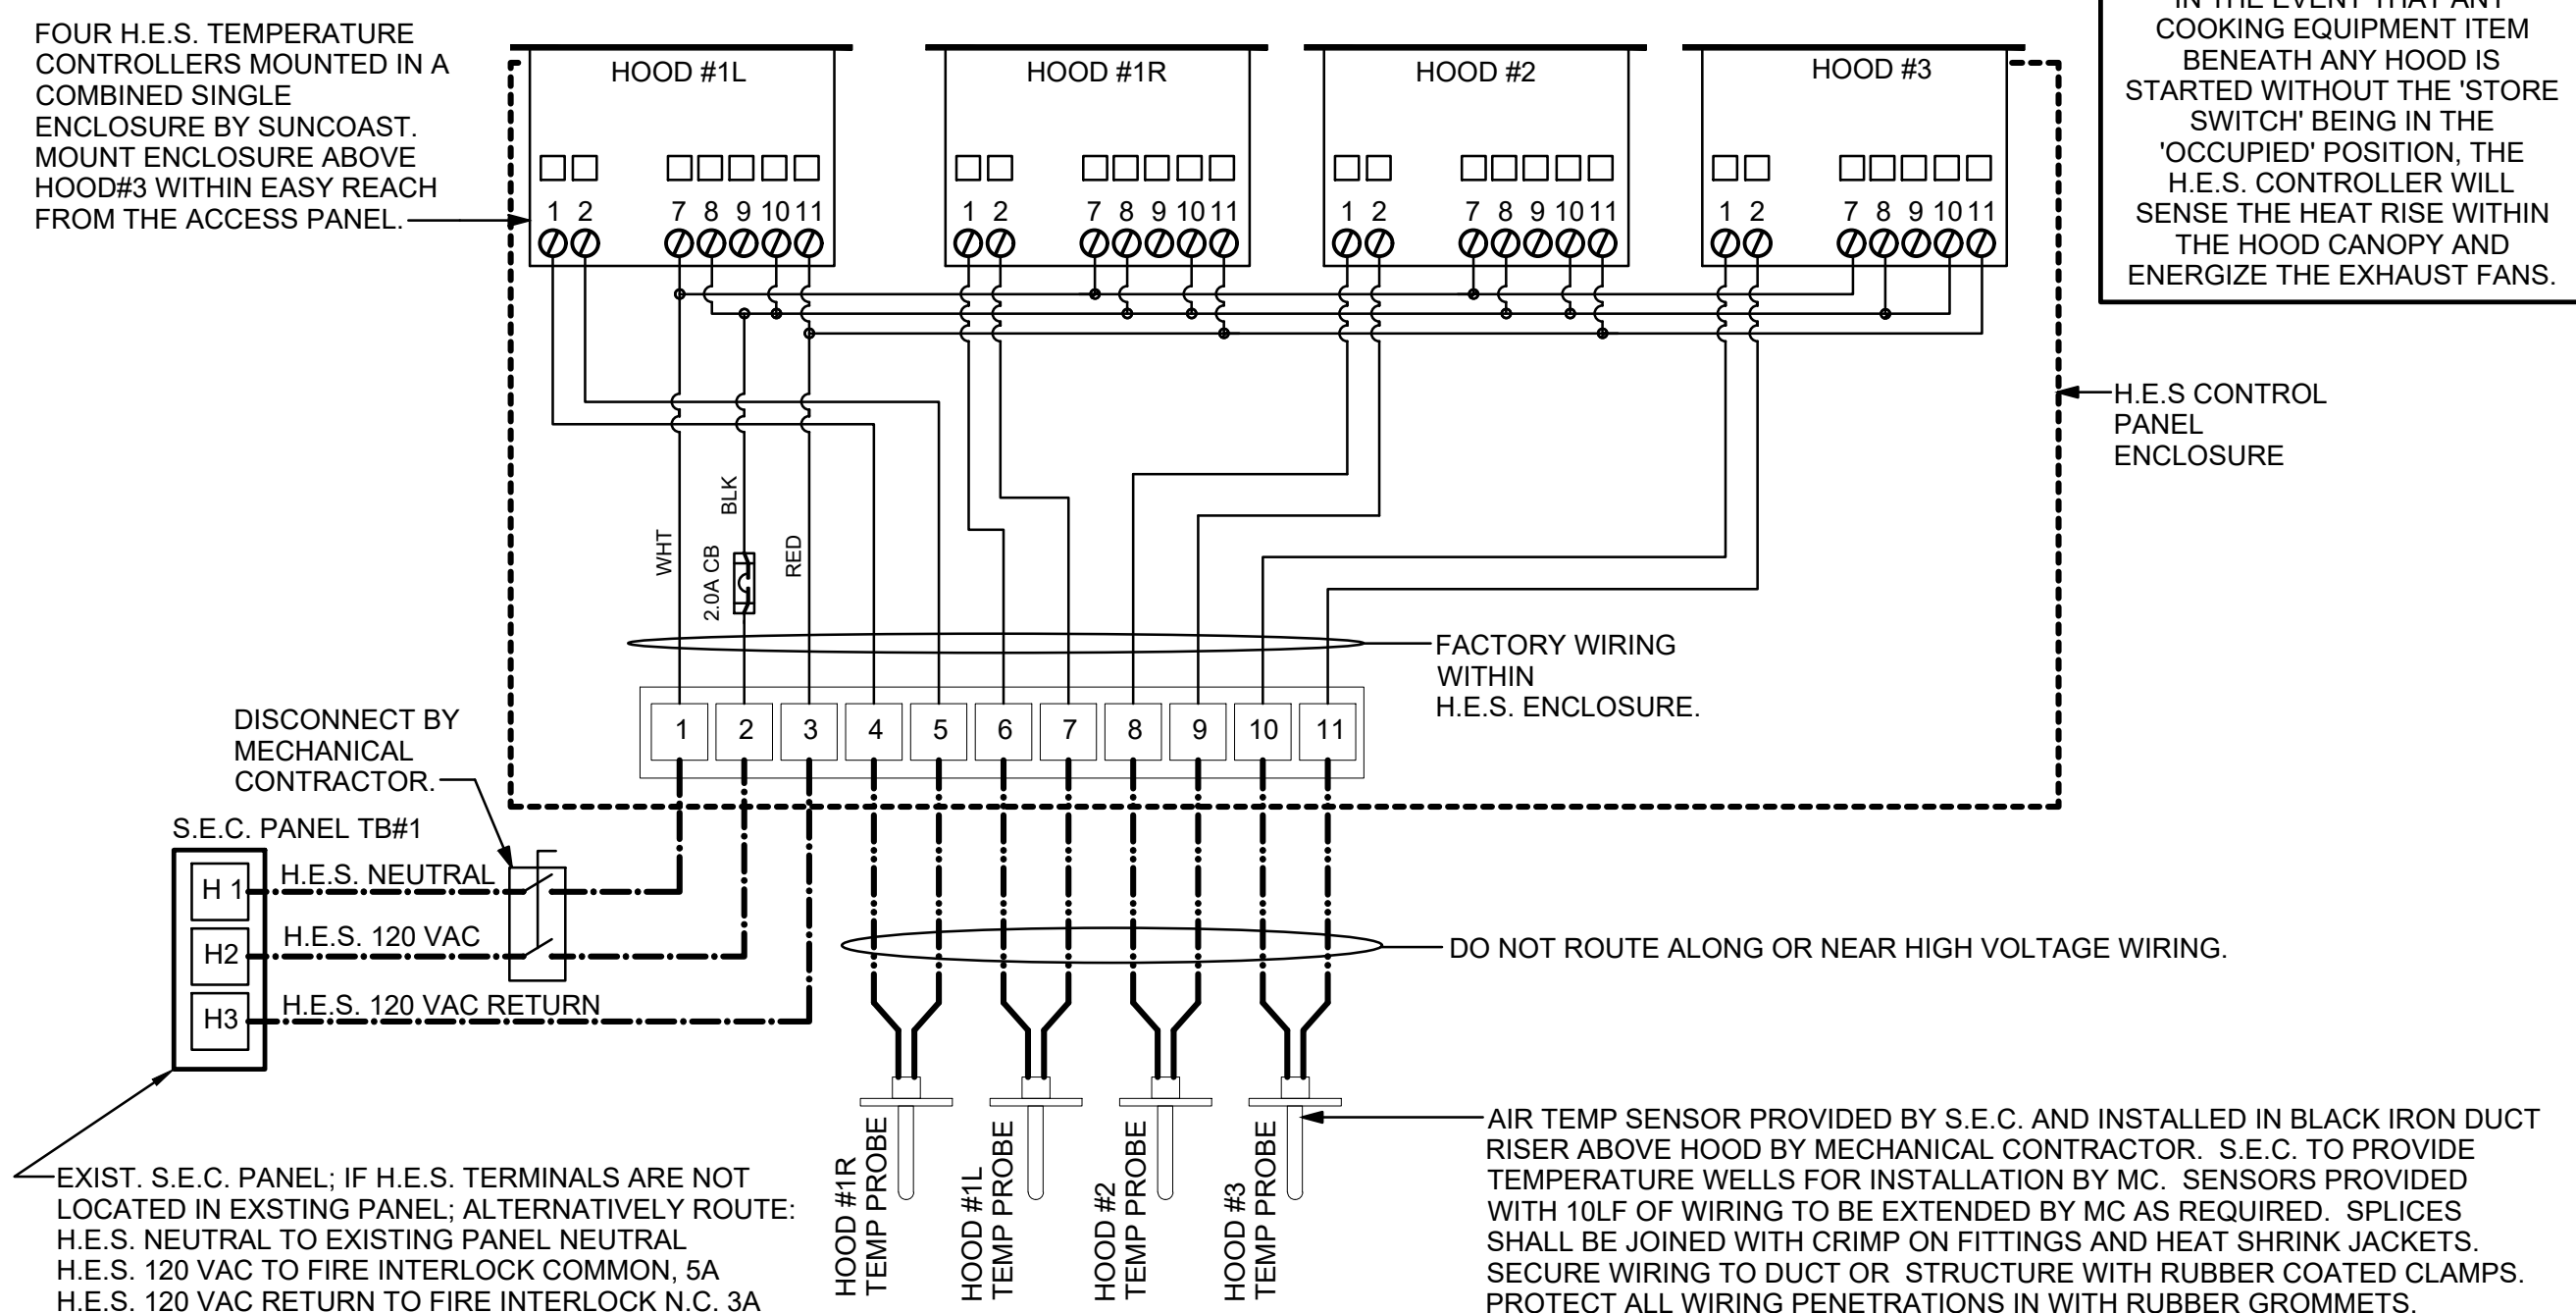 FOUR H.E.S. TEMPERATURE
CONTROLLERS MOUNTED IN A
COMBINED SINGLE
ENCLOSURE BY SUNCOAST.
MOUNT ENCLOSURE ABOVE
HOOD#3 WITHIN EASY REACH
FROM THE ACCESS PANEL.
HOOD #1L
1 2 7 8 9 10 11
HOOD #1R
1 2 7 8 9 10 11
HOOD #2
1 2 7 8 9 10 11
HOOD #3
1 2 7 8 9 10 11
IN THE EVENT THAT ANY
COOKING EQUIPMENT ITEM
BENEATH ANY HOOD IS
STARTED WITHOUT THE 'STORE
SWITCH' BEING IN THE
'OCCUPIED' POSITION, THE
H.E.S. CONTROLLER WILL
SENSE THE HEAT RISE WITHIN
THE HOOD CANOPY AND
ENERGIZE THE EXHAUST FANS.
H.E.S CONTROL
PANEL
ENCLOSURE
WHT
BLK
2.0A CB
RED
FACTORY WIRING
WITHIN
H.E.S. ENCLOSURE.
1 2 3 4 5 6 7 8 9 10 11
DISCONNECT BY
MECHANICAL
CONTRACTOR.
S.E.C. PANEL TB#1
H 1
H.E.S. NEUTRAL
H2
H.E.S. 120 VAC
H3
H.E.S. 120 VAC RETURN
DO NOT ROUTE ALONG OR NEAR HIGH VOLTAGE WIRING.
HOOD #1R
TEMP PROBE
HOOD #1L
TEMP PROBE
HOOD #2
TEMP PROBE
HOOD #3
TEMP PROBE
EXIST. S.E.C. PANEL; IF H.E.S. TERMINALS ARE NOT
LOCATED IN EXSTING PANEL; ALTERNATIVELY ROUTE:
H.E.S. NEUTRAL TO EXISTING PANEL NEUTRAL
H.E.S. 120 VAC TO FIRE INTERLOCK COMMON, 5A
H.E.S. 120 VAC RETURN TO FIRE INTERLOCK N.C. 3A
AIR TEMP SENSOR PROVIDED BY S.E.C. AND INSTALLED IN BLACK IRON DUCT
RISER ABOVE HOOD BY MECHANICAL CONTRACTOR. S.E.C. TO PROVIDE
TEMPERATURE WELLS FOR INSTALLATION BY MC. SENSORS PROVIDED
WITH 10LF OF WIRING TO BE EXTENDED BY MC AS REQUIRED. SPLICES
SHALL BE JOINED WITH CRIMP ON FITTINGS AND HEAT SHRINK JACKETS.
SECURE WIRING TO DUCT OR STRUCTURE WITH RUBBER COATED CLAMPS.
PROTECT ALL WIRING PENETRATIONS IN WITH RUBBER GROMMETS.